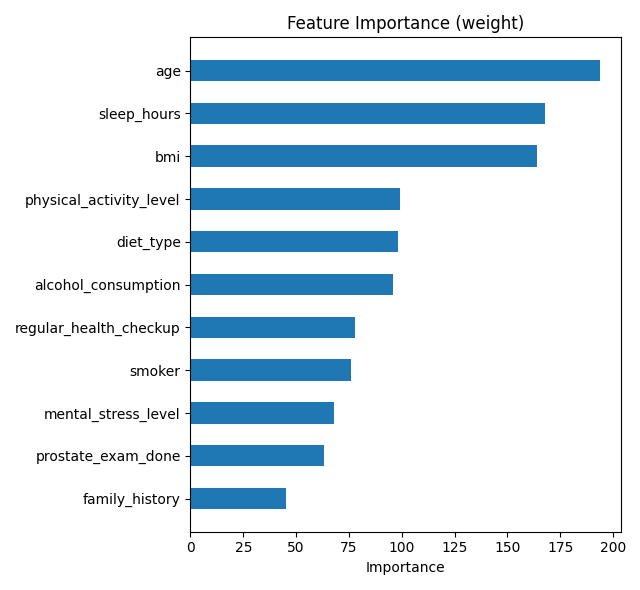 Feature Importance (weight)
age
sleep_hours
bmi
physical_activity_level
diet_type
alcohol_consumption
regular_health_checkup
smoker
mental_stress_level
prostate_exam_done
family_history
0 25 50 75 100 125 150 175 200
Importance